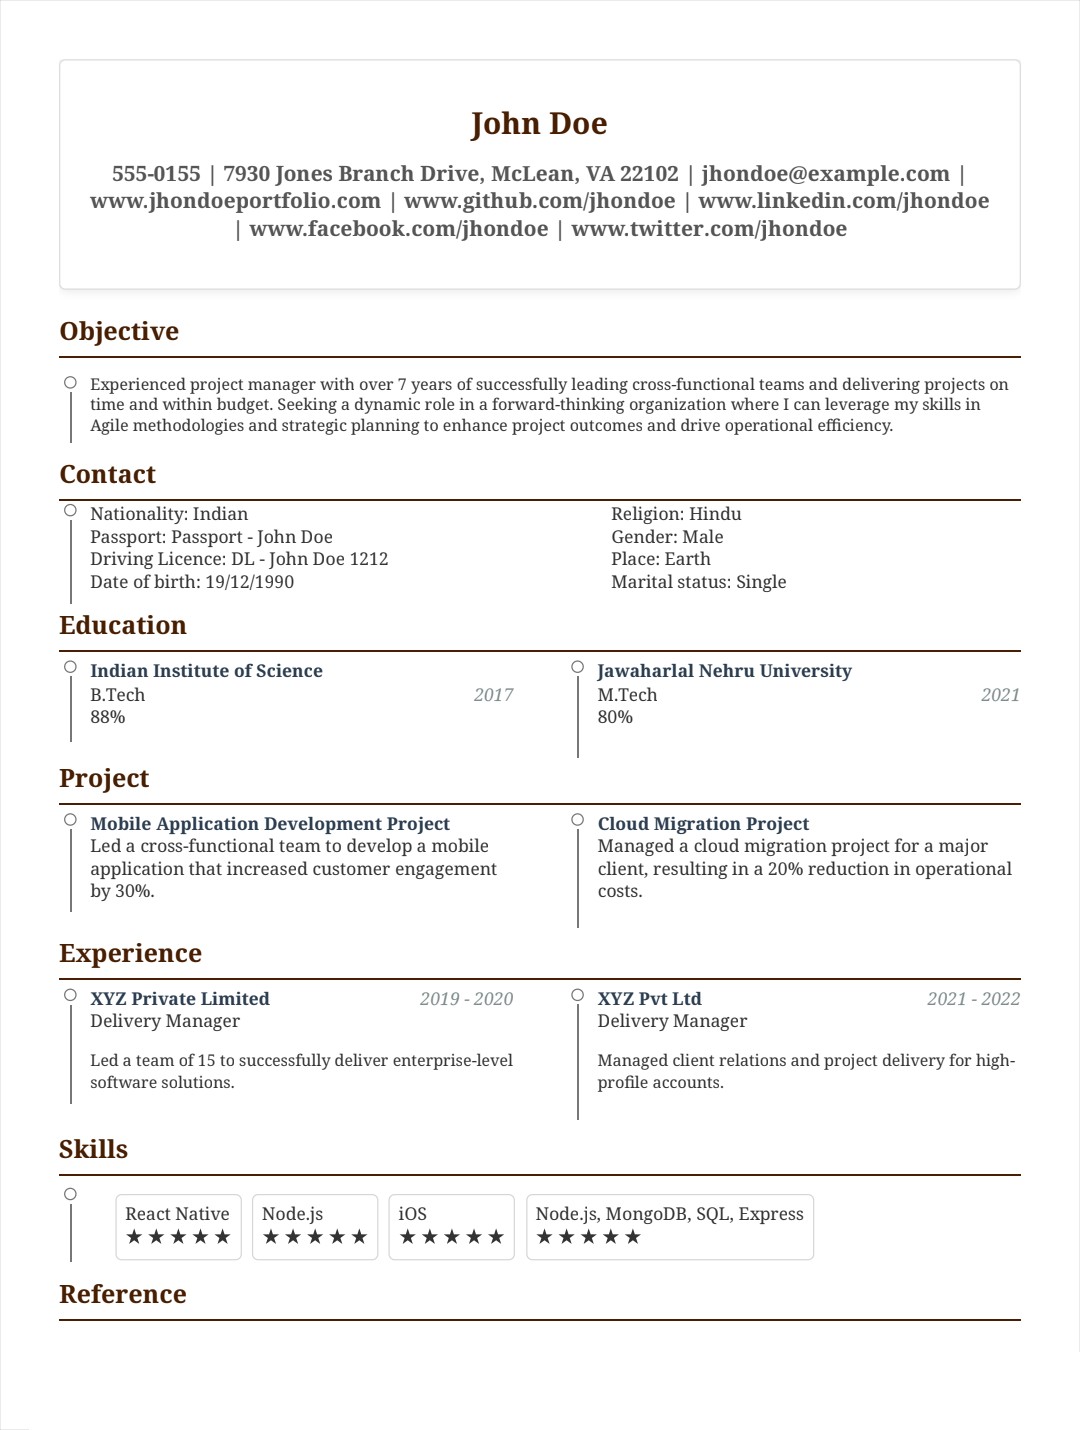 John Doe
555-0155 | 7930 Jones Branch Drive, McLean, VA 22102 | jhondoe@example.com |
www.jhondoeportfolio.com | www.github.com/jhondoe | www.linkedin.com/jhondoe
| www.facebook.com/jhondoe | www.twitter.com/jhondoe
Objective
Experienced project manager with over 7 years of successfully leading cross-functional teams and delivering projects on
time and within budget. Seeking a dynamic role in a forward-thinking organization where I can leverage my skills in
Agile methodologies and strategic planning to enhance project outcomes and drive operational efficiency.
Contact
Nationality: Indian
Passport: Passport - John Doe
Driving Licence: DL - John Doe 1212
Date of birth: 19/12/1990
Religion: Hindu
Gender: Male
Place: Earth
Marital status: Single
Education
Indian Institute of Science
B.Tech 2017
88%
Jawaharlal Nehru University
M.Tech 2021
80%
Project
Mobile Application Development Project
Led a cross-functional team to develop a mobile
application that increased customer engagement
by 30%.
Cloud Migration Project
Managed a cloud migration project for a major
client, resulting in a 20% reduction in operational
costs.
Experience
XYZ Private Limited 2019 - 2020
Delivery Manager
Led a team of 15 to successfully deliver enterprise-level
software solutions.
XYZ Pvt Ltd 2021 - 2022
Delivery Manager
Managed client relations and project delivery for high-
profile accounts.
Skills
React Native
★★★★★
Node.js
★★★★★
iOS
★★★★★
Node.js, MongoDB, SQL, Express
★★★★★
Reference